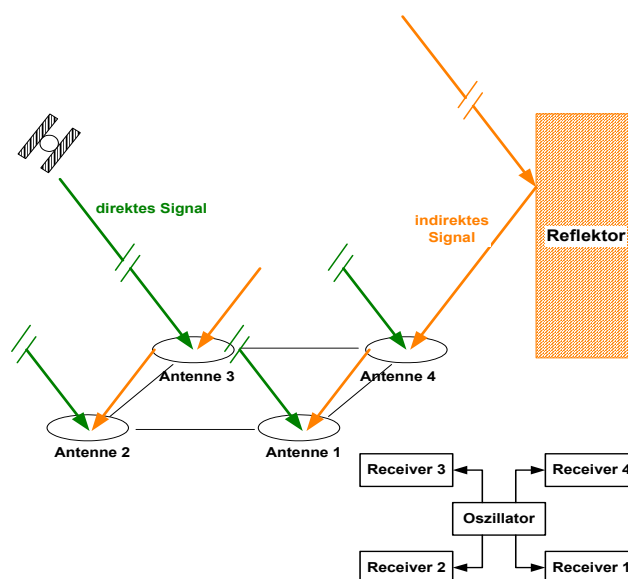 direktes Signal
indirektes
Signal
Reflektor
Antenne 3
Antenne 4
Antenne 2
Antenne 1
Receiver 3
Receiver 4
Oszillator
Receiver 2
Receiver 1